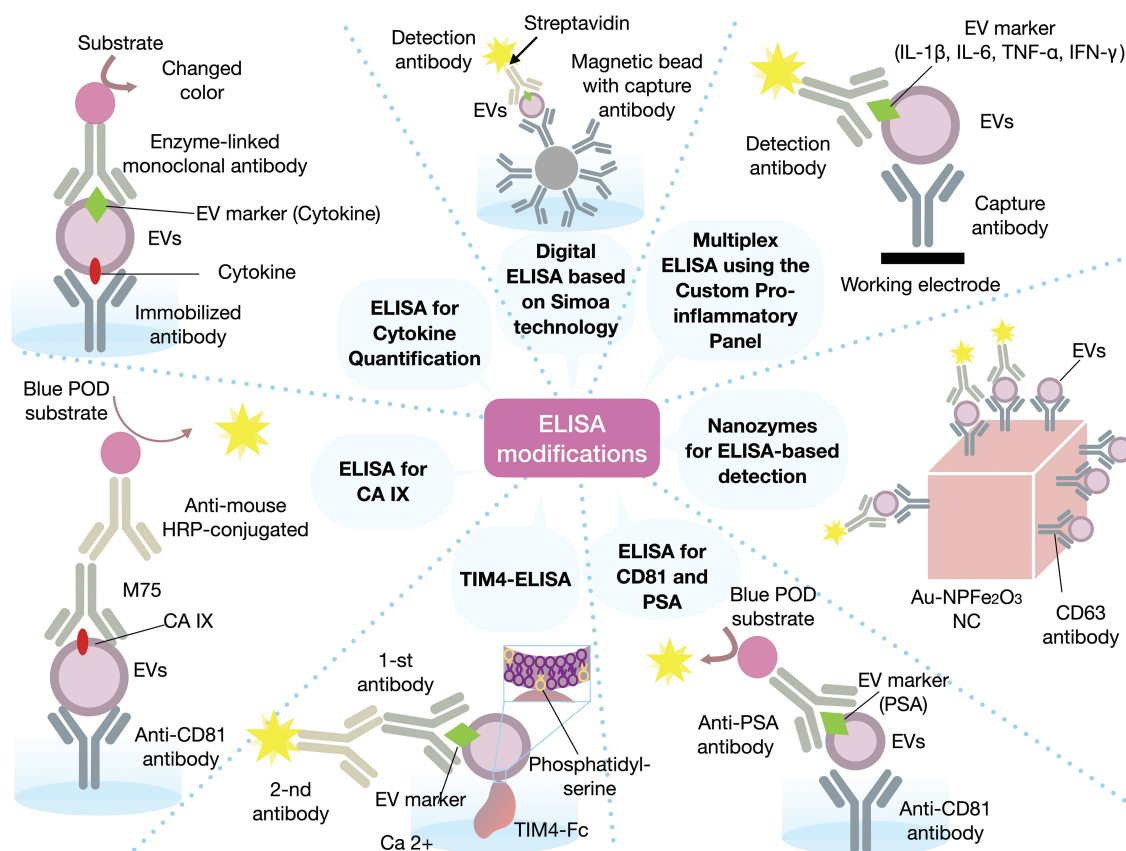 Substrate
Changed
color
Enzyme-linked
monoclonal antibody
EV marker (Cytokine)
EVs
Cytokine
Immobilized
antibody
ELISA for
Cytokine
Quantification
Detection
antibody
Streptavidin
Magnetic bead
with capture
antibody
EVs
Digital
ELISA based
on Simoa
technology
EV marker
(IL-1β, IL-6, TNF-α, IFN-γ)
EVs
Detection
antibody
Capture
antibody
Working electrode
Multiplex
ELISA using the
Custom Pro-
inflammatory
Panel
ELISA
modifications
Blue POD
substrate
Anti-mouse
HRP-conjugated
M75
CA IX
EVs
Anti-CD81
antibody
ELISA for
CA IX
Nanozymes
for ELISA-based
detection
EVs
Au-NPFe₂O₃
NC
CD63
antibody
TIM4-ELISA
1-st
antibody
2-nd
antibody
EV marker
Phosphatidyl-
serine
Ca 2+
TIM4-Fc
ELISA for
CD81 and
PSA
Blue POD
substrate
EV marker
(PSA)
Anti-PSA
antibody
EVs
Anti-CD81
antibody